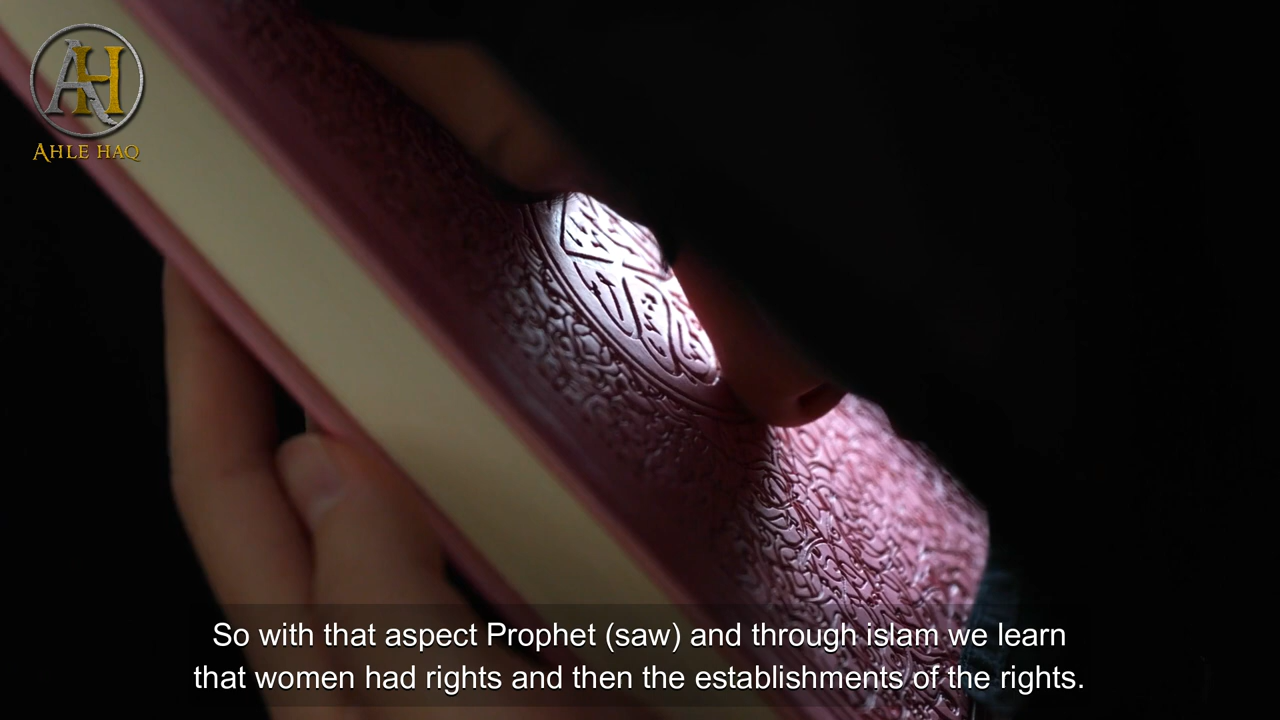 AH
AHLE HAQ
So with that aspect Prophet (saw) and through islam we learn
that women had rights and then the establishments of the rights.